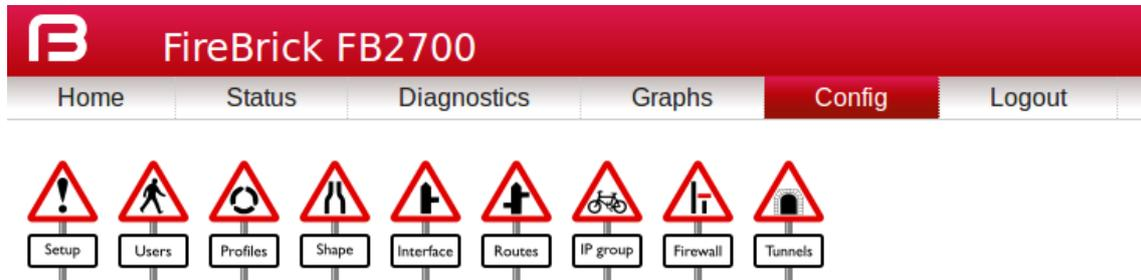 FireBrick FB2700
Home Status Diagnostics Graphs Config Logout
Setup Users Profiles Shape Interface Routes IP group Firewall Tunnels